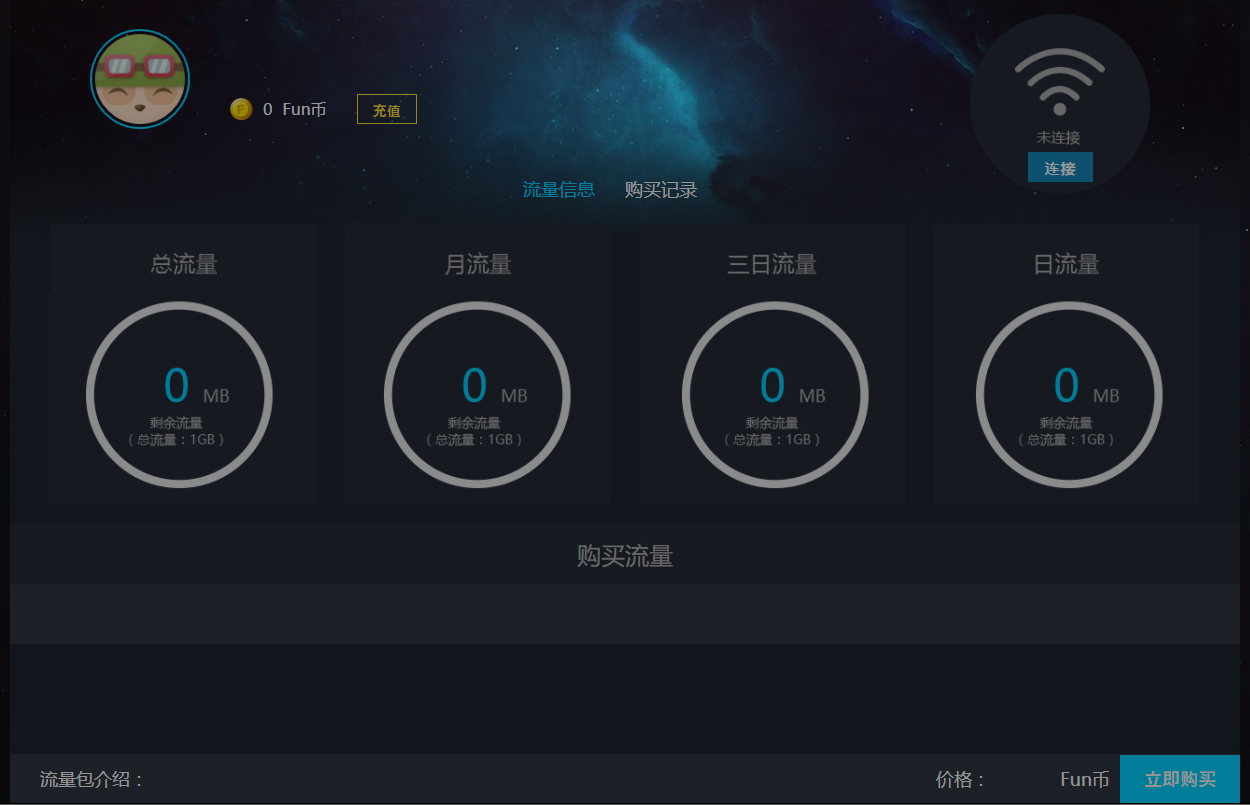 0 Fun币 充值
未连接
连接
流量信息 购买记录
总流量 月流量 三日流量 日流量
0 MB 0 MB 0 MB 0 MB
剩余流量 剩余流量 剩余流量 剩余流量
(总流量：1GB) (总流量：1GB) (总流量：1GB) (总流量：1GB)
购买流量
流量包介绍： 价格： Fun币 立即购买